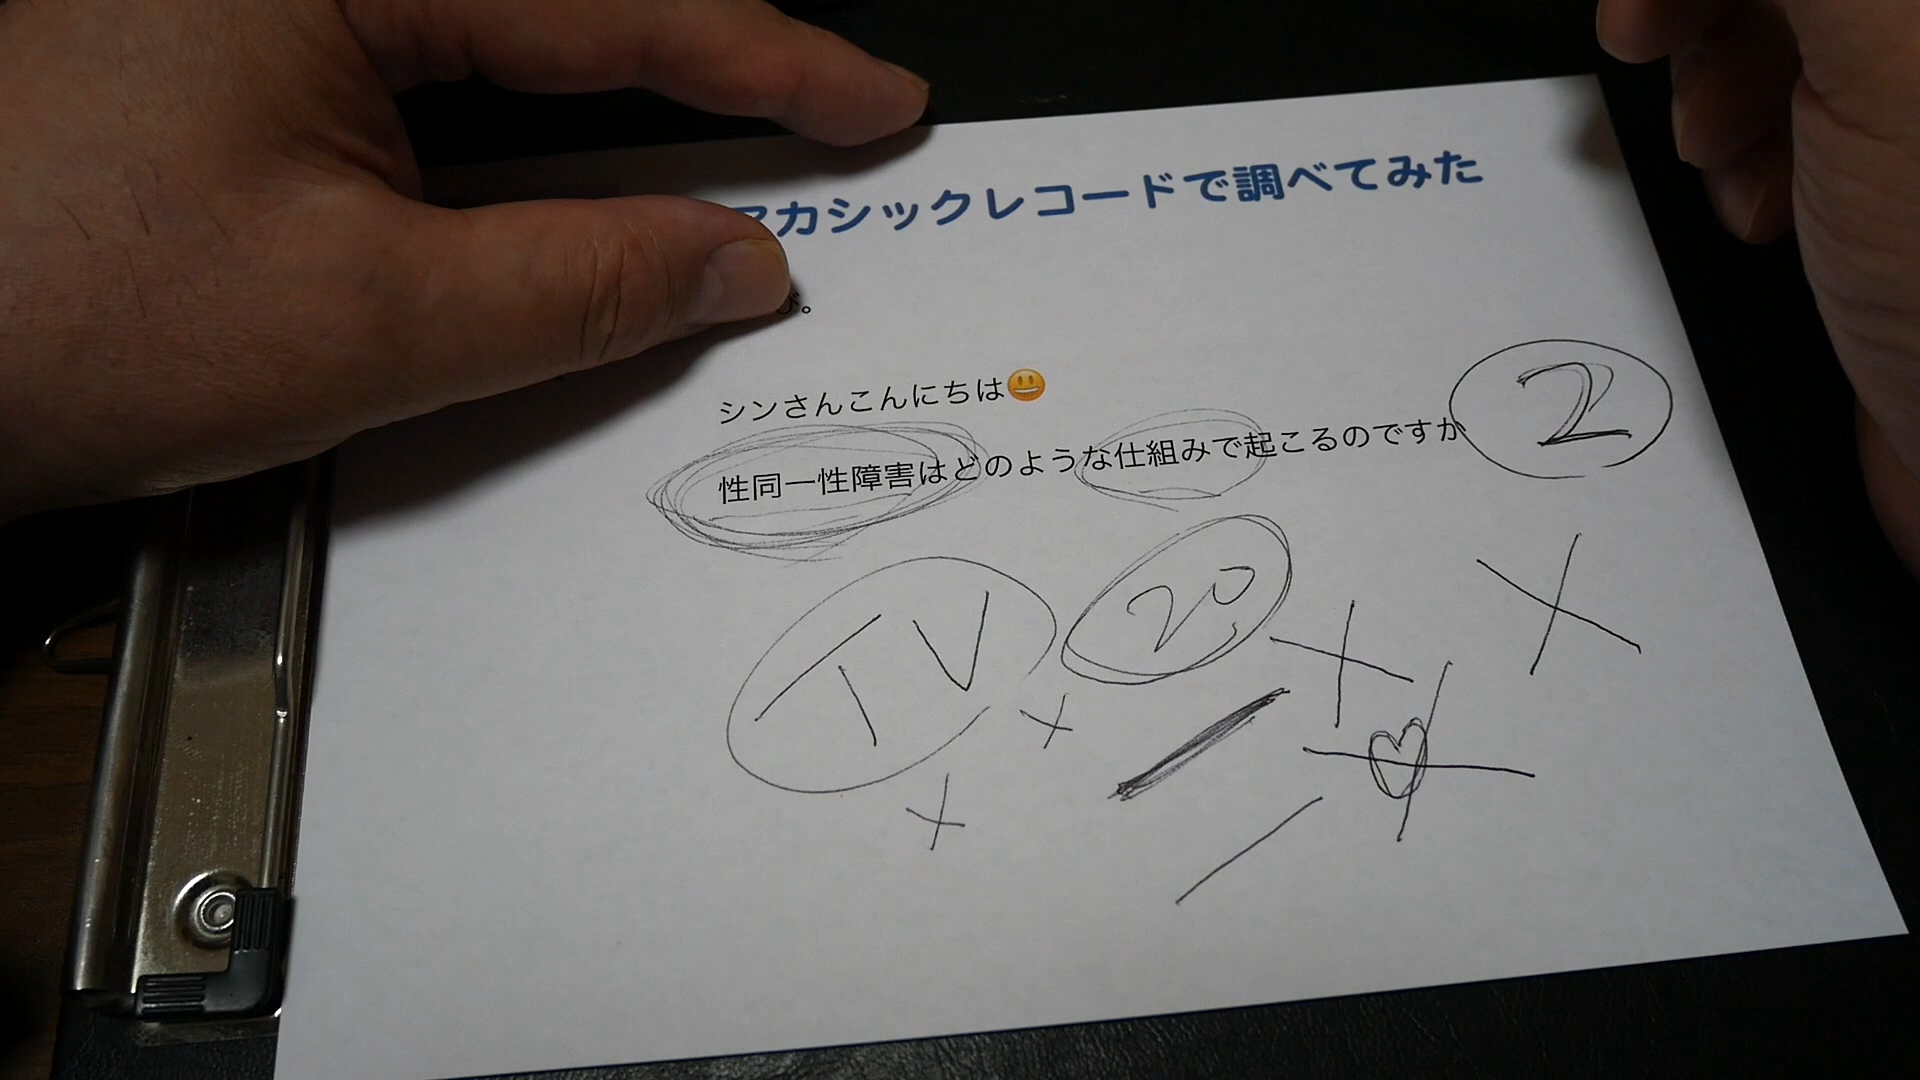 アカシックレコードで調べてみた
び。
シンさんこんにちは😃
性同一性障害はどのような仕組みで起こるのですか
2
TV
20